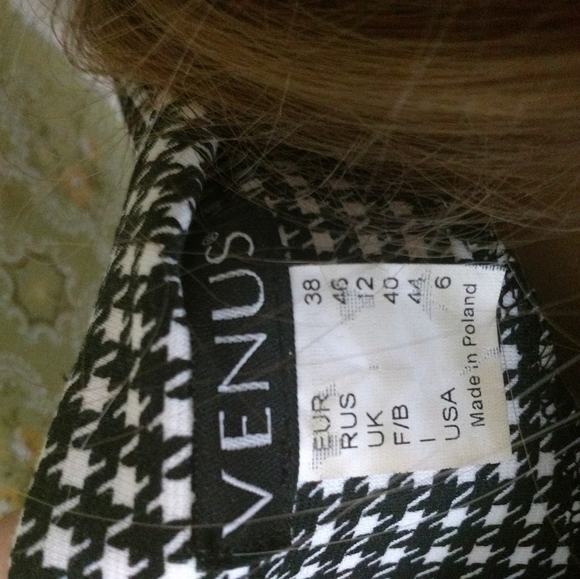 VENUS®
EUR 38
RUS 46
UK 12
F/B 40
I 44
USA 6
Made in Poland